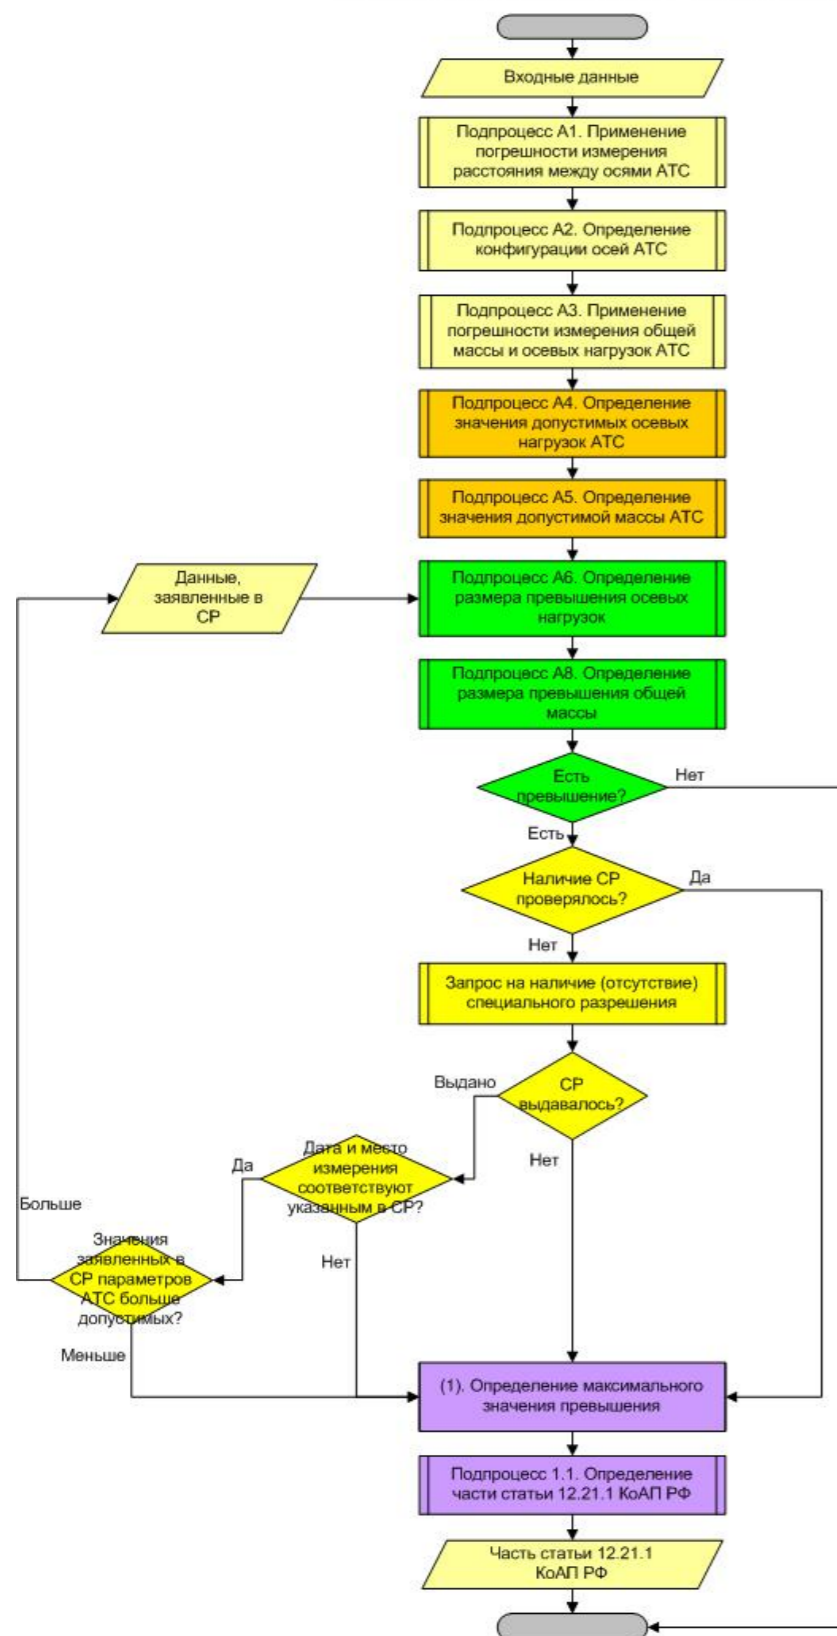 Входные данные
Подпроцесс А1. Применение
погрешности измерения
расстояния между осями АТС
Подпроцесс А2. Определение
конфигурации осей АТС
Подпроцесс А3. Применение
погрешности измерения общей
массы и осевых нагрузок АТС
Подпроцесс А4. Определение
значения допустимых осевых
нагрузок АТС
Подпроцесс А5. Определение
значения допустимой массы АТС
Данные,
заявленные в
СР
Подпроцесс А6. Определение
размера превышения осевых
нагрузок
Подпроцесс А8. Определение
размера превышения общей
массы
Есть
превышение?
Нет
Есть
Наличие СР
проверялось?
Да
Нет
Запрос на наличие (отсутствие)
специального разрешения
СР
выдавалось?
Выдано
Нет
Дата и место
измерения
соответствуют
указанным в СР?
Да
Нет
Больше
Значения
заявленных в
СР параметров
АТС больше
допустимых?
Меньше
(1). Определение максимального
значения превышения
Подпроцесс 1.1. Определение
части статьи 12.21.1 КоАП РФ
Часть статьи 12.21.1
КоАП РФ